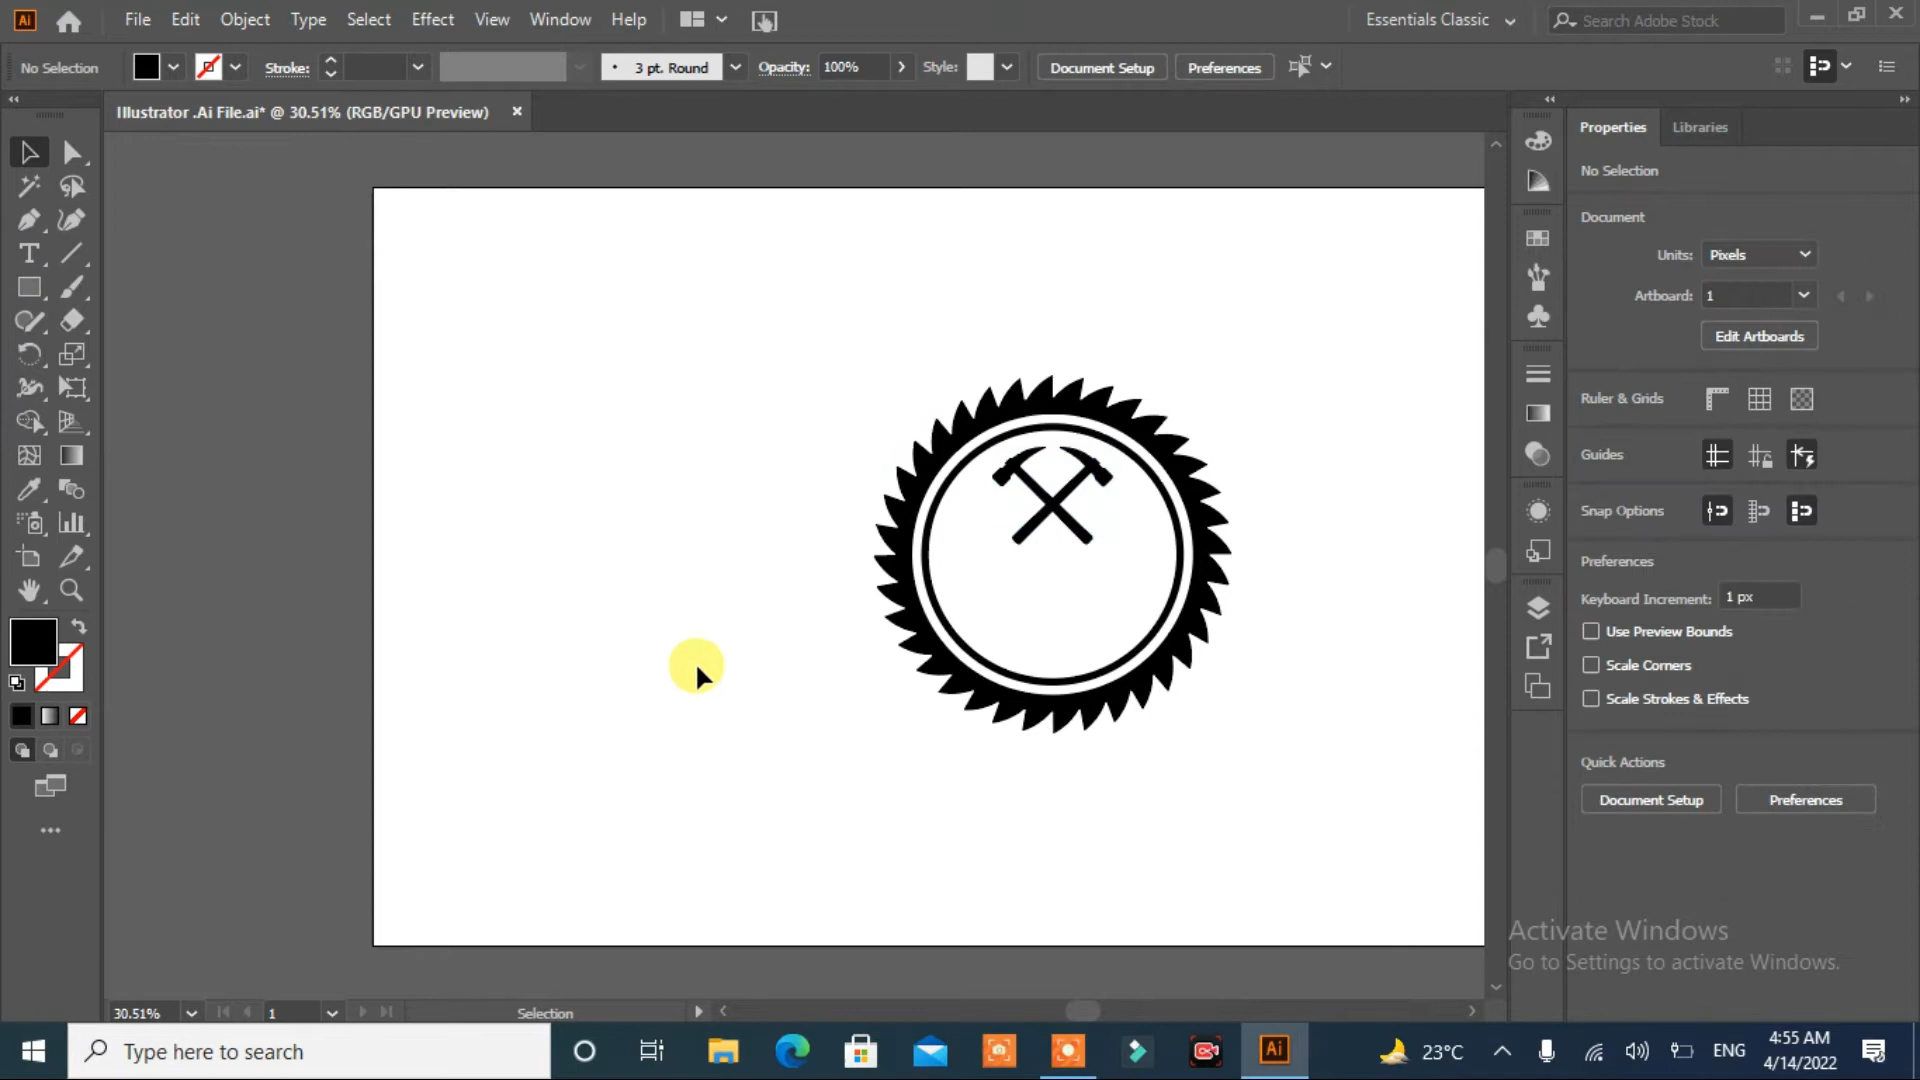 Ai File Edit Object Type Select Effect View Window Help Essentials Classic Search Adobe Stock
No Selection Stroke: 3 pt. Round Opacity: 100% Style: Document Setup Preferences
Illustrator .Ai File.ai* @ 30.51% (RGB/GPU Preview)
Properties Libraries
No Selection
Document
Units: Pixels
Artboard: 1
Edit Artboards
Ruler & Grids
Guides
Snap Options
Preferences
Keyboard Increment: 1 px
Use Preview Bounds
Scale Corners
Scale Strokes & Effects
Quick Actions
Document Setup Preferences
Activate Windows
Go to Settings to activate Windows.
30.51% 1 Selection
Type here to search Ai 23°C ENG 4:55 AM
4/14/2022